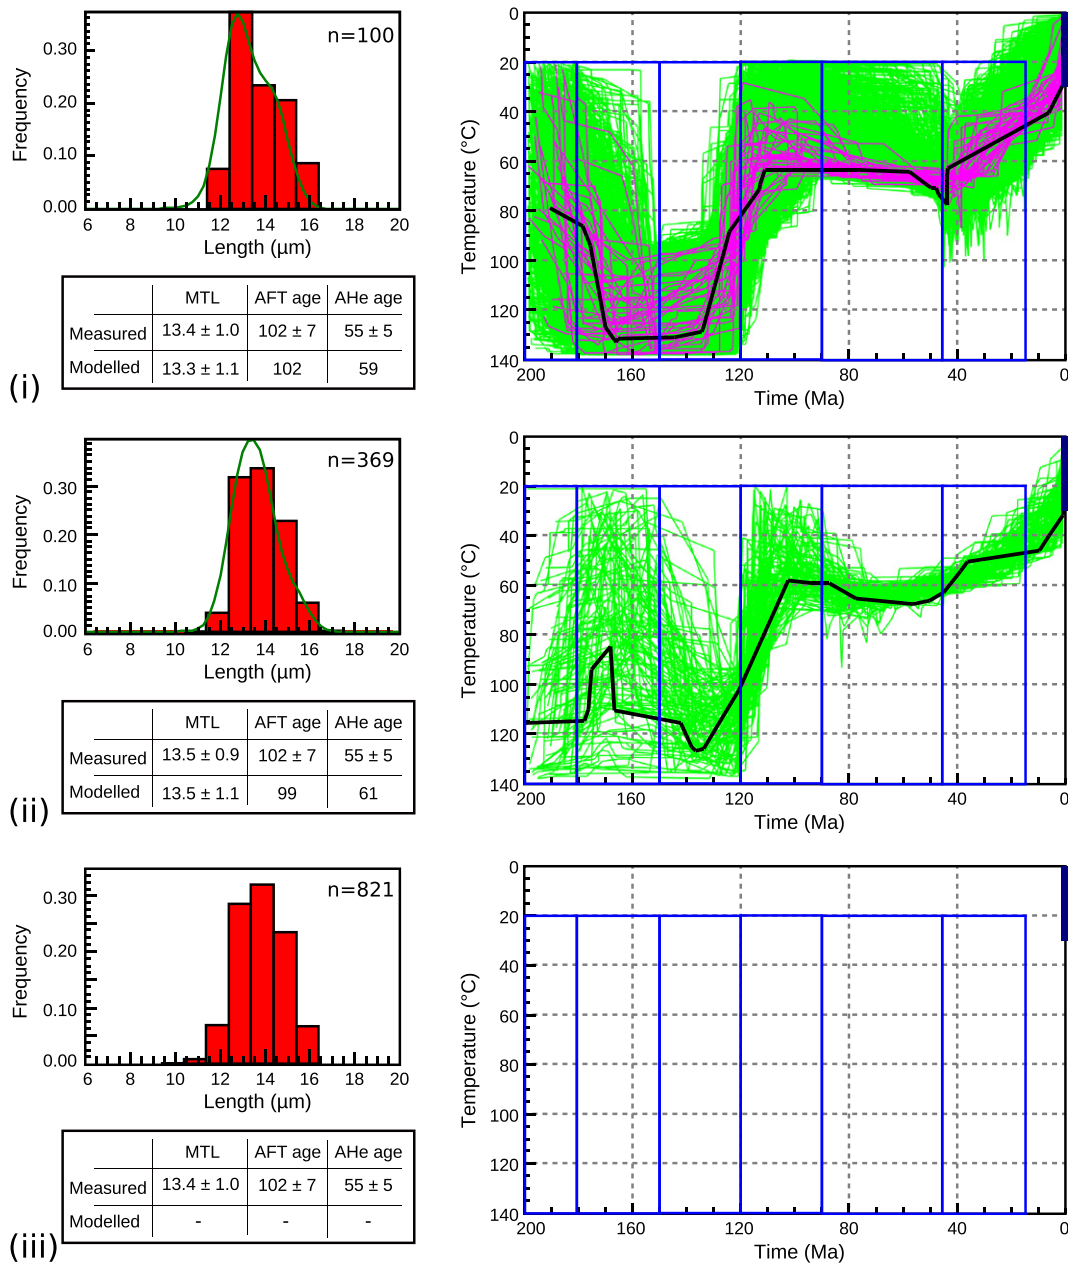 n=100
0.30
0.20
0.10
0.00
Frequency
6 8 10 12 14 16 18 20
Length (µm)
MTL AFT age AHe age
Measured 13.4 ± 1.0 102 ± 7 55 ± 5
Modelled 13.3 ± 1.1 102 59
(i)
0
20
40
60
80
100
120
140
Temperature (°C)
200 160 120 80 40 0
Time (Ma)
n=369
0.30
0.20
0.10
0.00
Frequency
6 8 10 12 14 16 18 20
Length (µm)
MTL AFT age AHe age
Measured 13.5 ± 0.9 102 ± 7 55 ± 5
Modelled 13.5 ± 1.1 99 61
(ii)
0
20
40
60
80
100
120
140
Temperature (°C)
200 160 120 80 40 0
Time (Ma)
n=821
0.30
0.20
0.10
0.00
Frequency
6 8 10 12 14 16 18 20
Length (µm)
MTL AFT age AHe age
Measured 13.4 ± 1.0 102 ± 7 55 ± 5
Modelled - - -
(iii)
0
20
40
60
80
100
120
140
Temperature (°C)
200 160 120 80 40 0
Time (Ma)